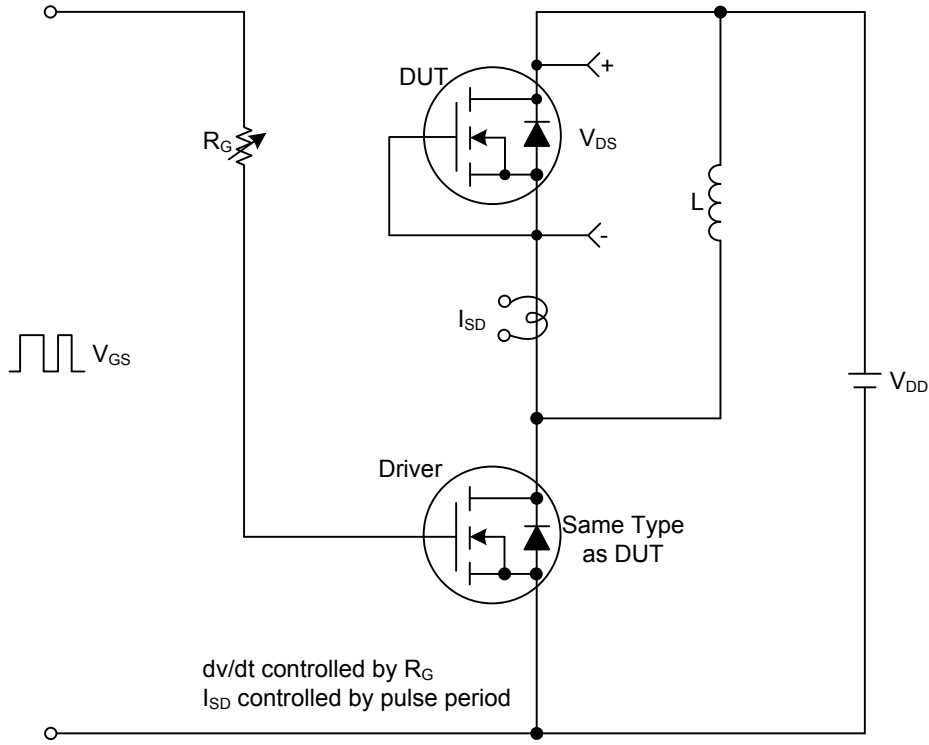 DUT
+
R_G
V_DS
L
-
I_SD
V_GS
V_DD
Driver
Same Type
as DUT
dv/dt controlled by R_G
I_SD controlled by pulse period